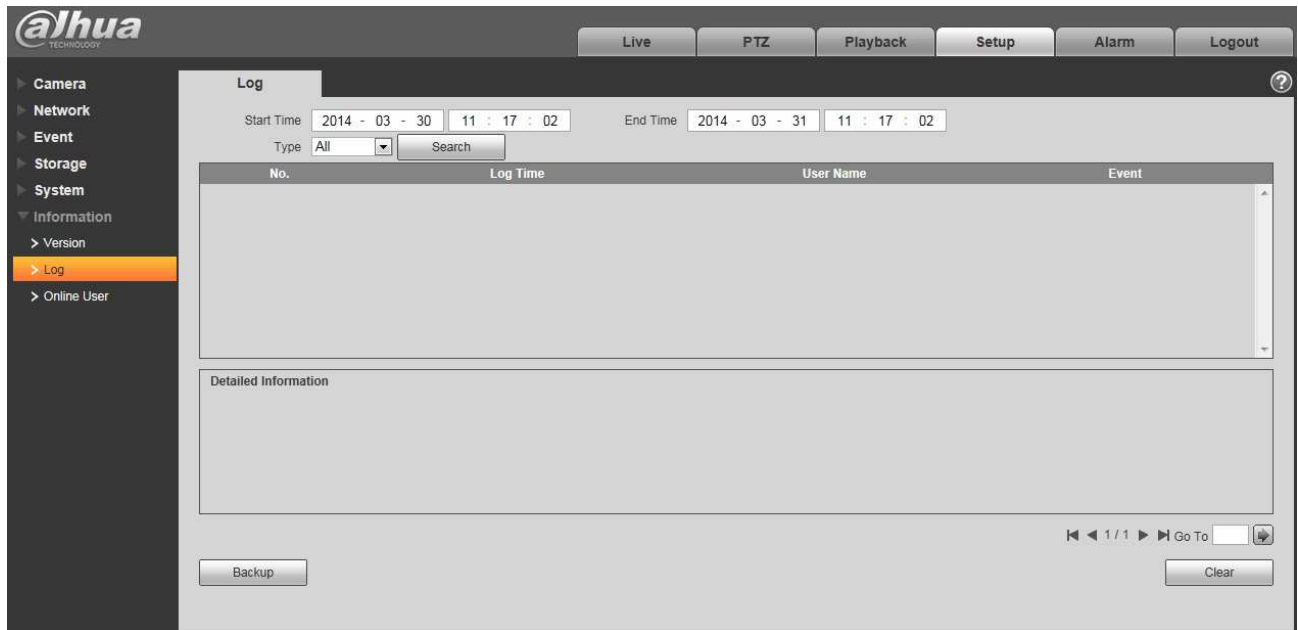 alhua
TECHNOLOGY
Live PTZ Playback Setup Alarm Logout
Camera
Network
Event
Storage
System
Information
> Version
> Log
> Online User
Log
?
Start Time 2014 - 03 - 30 11 : 17 : 02 End Time 2014 - 03 - 31 11 : 17 : 02
Type All Search
No. Log Time User Name Event
Detailed Information
1 / 1 Go To
Backup Clear